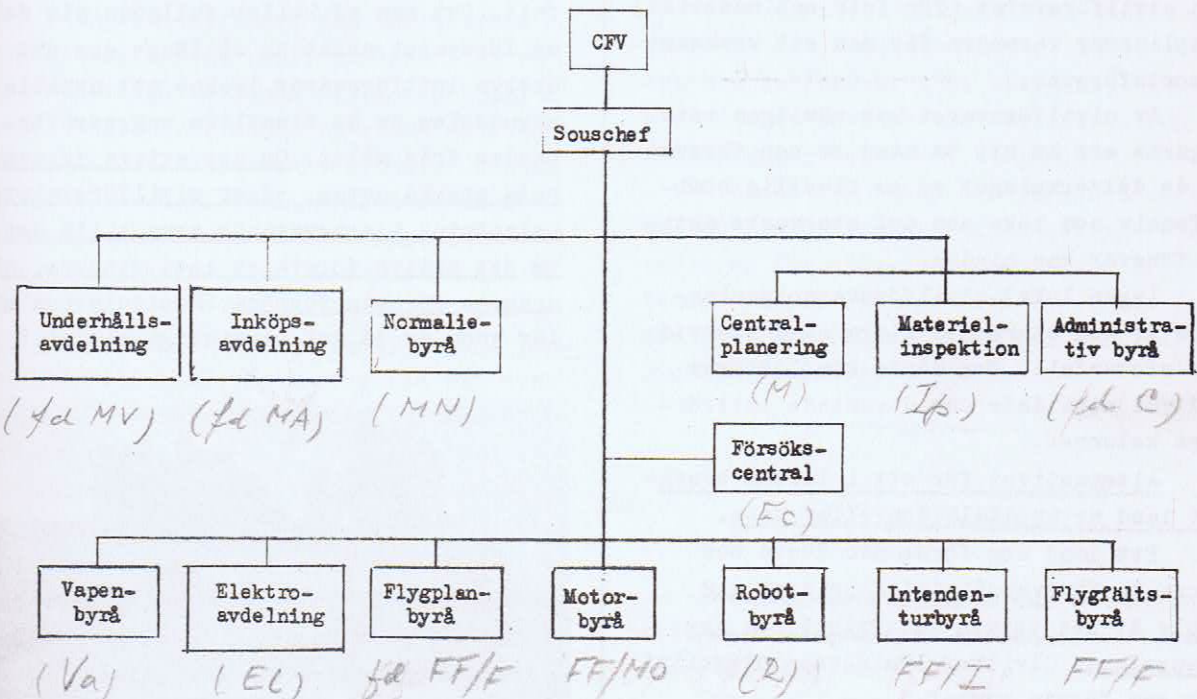 CFV
Souschef
Underhålls-
avdelning
Inköps-
avdelning
Normalie-
byrå
Central-
planering
Materiel-
inspektion
Administra-
tiv byrå
(fd MV)
(fd MA)
(MN)
(M)
(Ip.)
(fd C)
Försöks-
central
(FC)
Vapen-
byrå
Elektro-
avdelning
Flygplan-
byrå
Motor-
byrå
Robot-
byrå
Intenden-
turbyrå
Flygfälts-
byrå
(Va)
(EL)
fd FF/F
FF/MO
(R)
FF/I
FF/F